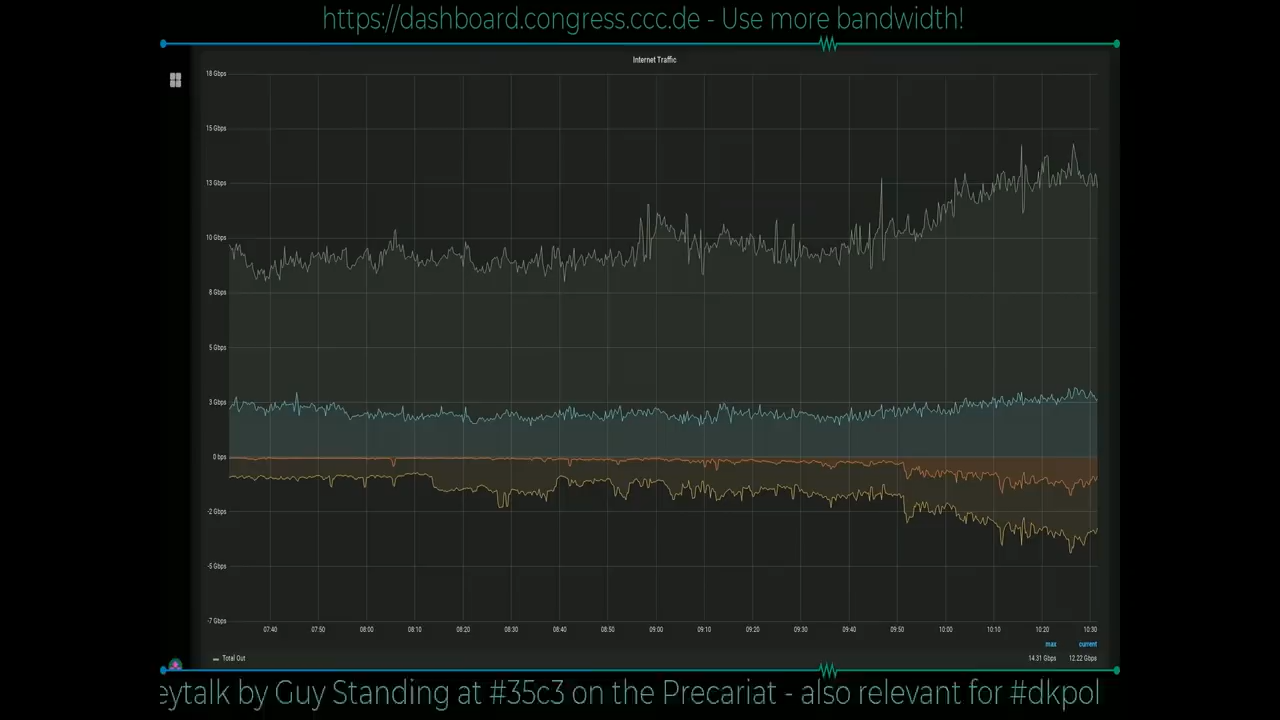 https://dashboard.congress.ccc.de - Use more bandwidth!
Internet Traffic
18 Gbps
15 Gbps
13 Gbps
10 Gbps
8 Gbps
5 Gbps
3 Gbps
0 bps
-2 Gbps
-5 Gbps
-7 Gbps
07:40 07:50 08:00 08:10 08:20 08:30 08:40 08:50 09:00 09:10 09:20 09:30 09:40 09:50 10:00 10:10 10:20 10:30
max current
Total Out 14.31 Gbps 12.22 Gbps
eytalk by Guy Standing at #35c3 on the Precariat - also relevant for #dkpol